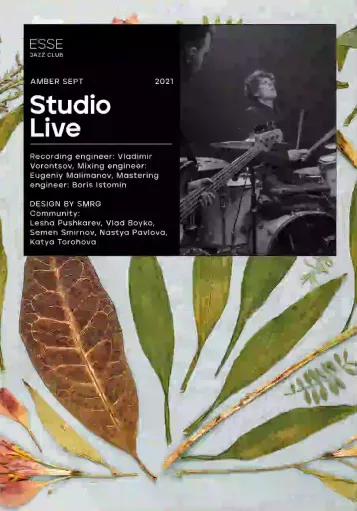 ESSE
JAZZ CLUB
AMBER SEPT 2021
Studio
Live
Recording engineer: Vladimir
Vorontsov, Mixing engineer:
Eugeniy Malimanov, Mastering
engineer: Boris Istomin
DESIGN BY SMRG
Community:
Lesha Pushkarev, Vlad Boyko,
Semen Smirnov, Nastya Pavlova,
Katya Torohova